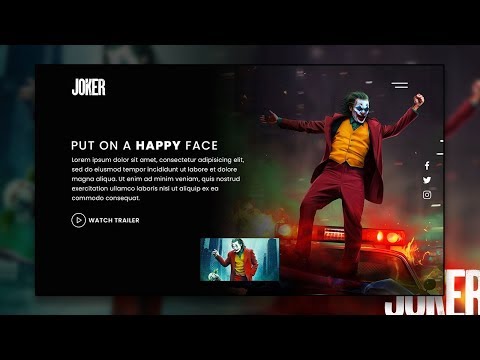 JOKER
PUT ON A HAPPY FACE
Lorem ipsum dolor sit amet, consectetur adipisicing elit,
sed do eiusmod tempor incididunt ut labore et dolore
magna aliqua. Ut enim ad minim veniam, quis nostrud
exercitation ullamco laboris nisi ut aliquip ex ea
commodo consequat.
WATCH TRAILER
JOKER